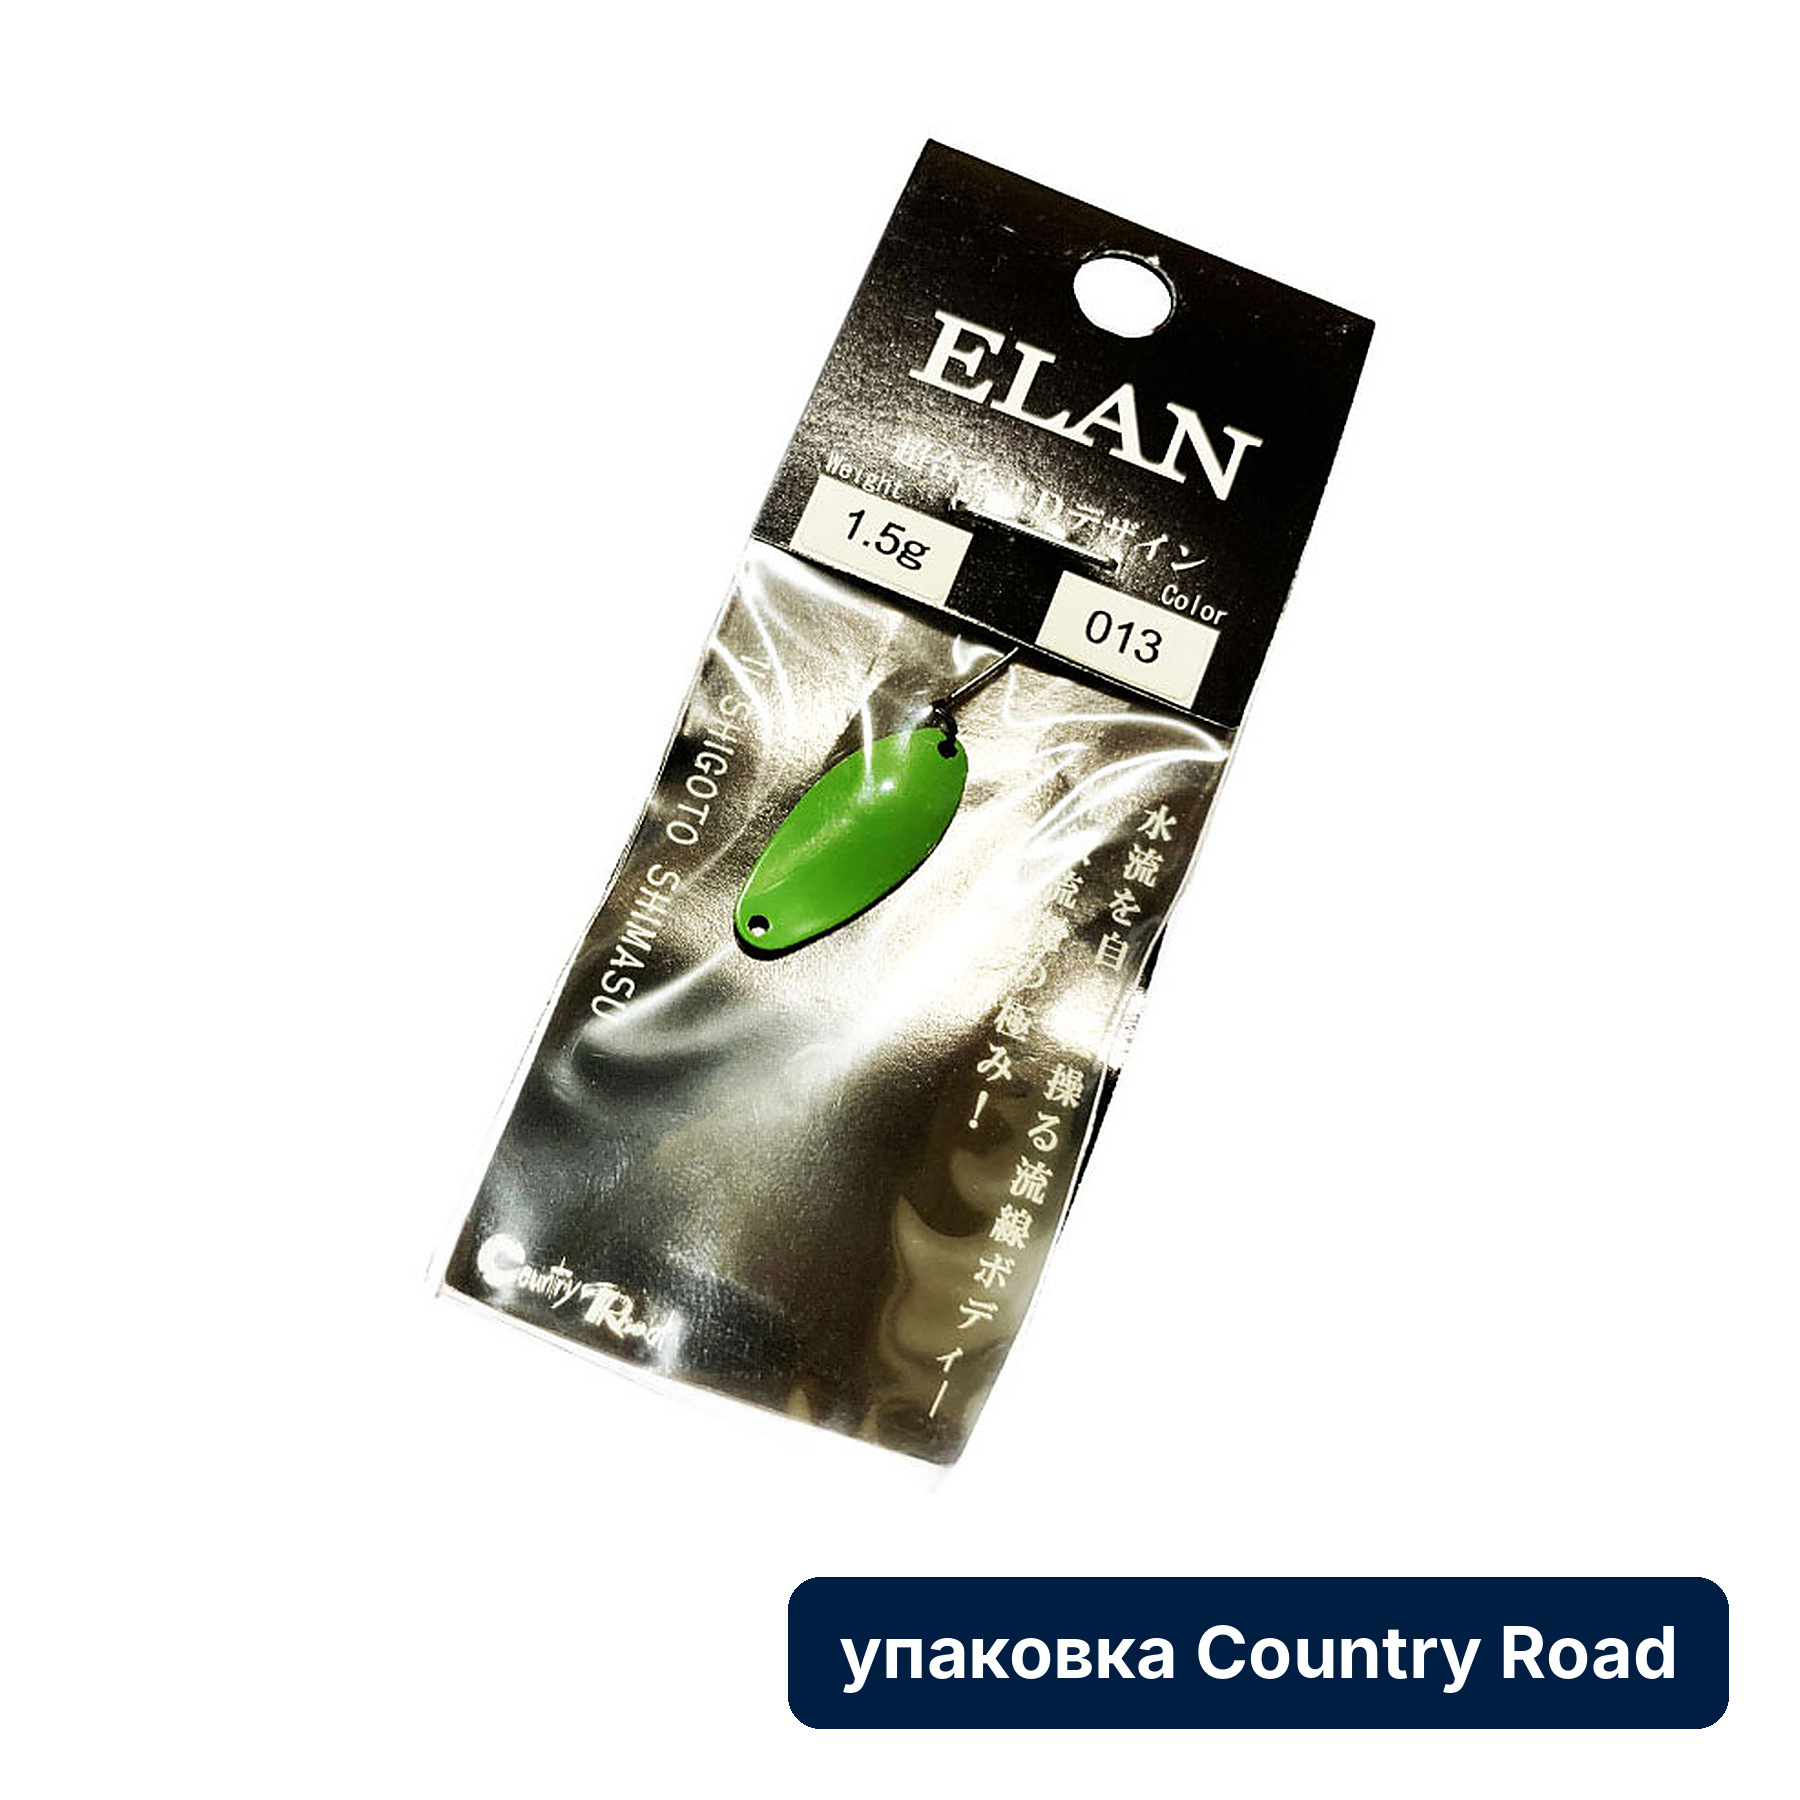 ELAN
Weight
デザイン
1.5g
Color
013
SHIGOTO SHIMASU
水流を自
操る流線ボディー
の極み！
Country Road
упаковка Country Road